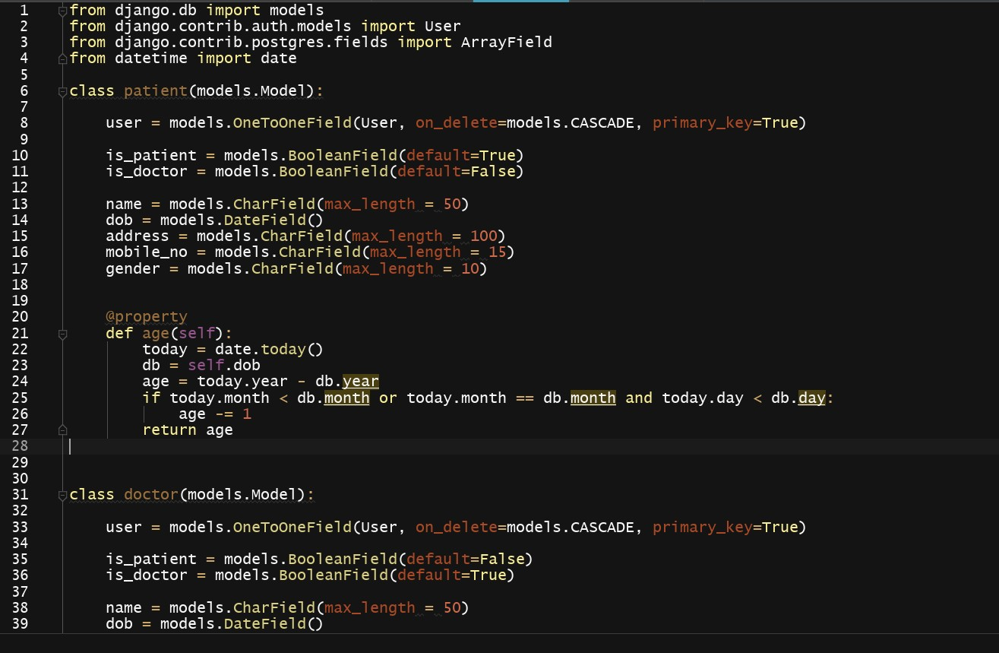 1 from django.db import models
2 from django.contrib.auth.models import User
3 from django.contrib.postgres.fields import ArrayField
4 from datetime import date
5
6 class patient(models.Model):
7
8     user = models.OneToOneField(User, on_delete=models.CASCADE, primary_key=True)
9
10     is_patient = models.BooleanField(default=True)
11     is_doctor = models.BooleanField(default=False)
12
13     name = models.CharField(max_length = 50)
14     dob = models.DateField()
15     address = models.CharField(max_length = 100)
16     mobile_no = models.CharField(max_length = 15)
17     gender = models.CharField(max_length = 10)
18
19
20     @property
21     def age(self):
22         today = date.today()
23         db = self.dob
24         age = today.year - db.year
25         if today.month < db.month or today.month == db.month and today.day < db.day:
26             age -= 1
27         return age
28
29
30
31 class doctor(models.Model):
32
33     user = models.OneToOneField(User, on_delete=models.CASCADE, primary_key=True)
34
35     is_patient = models.BooleanField(default=False)
36     is_doctor = models.BooleanField(default=True)
37
38     name = models.CharField(max_length = 50)
39     dob = models.DateField()